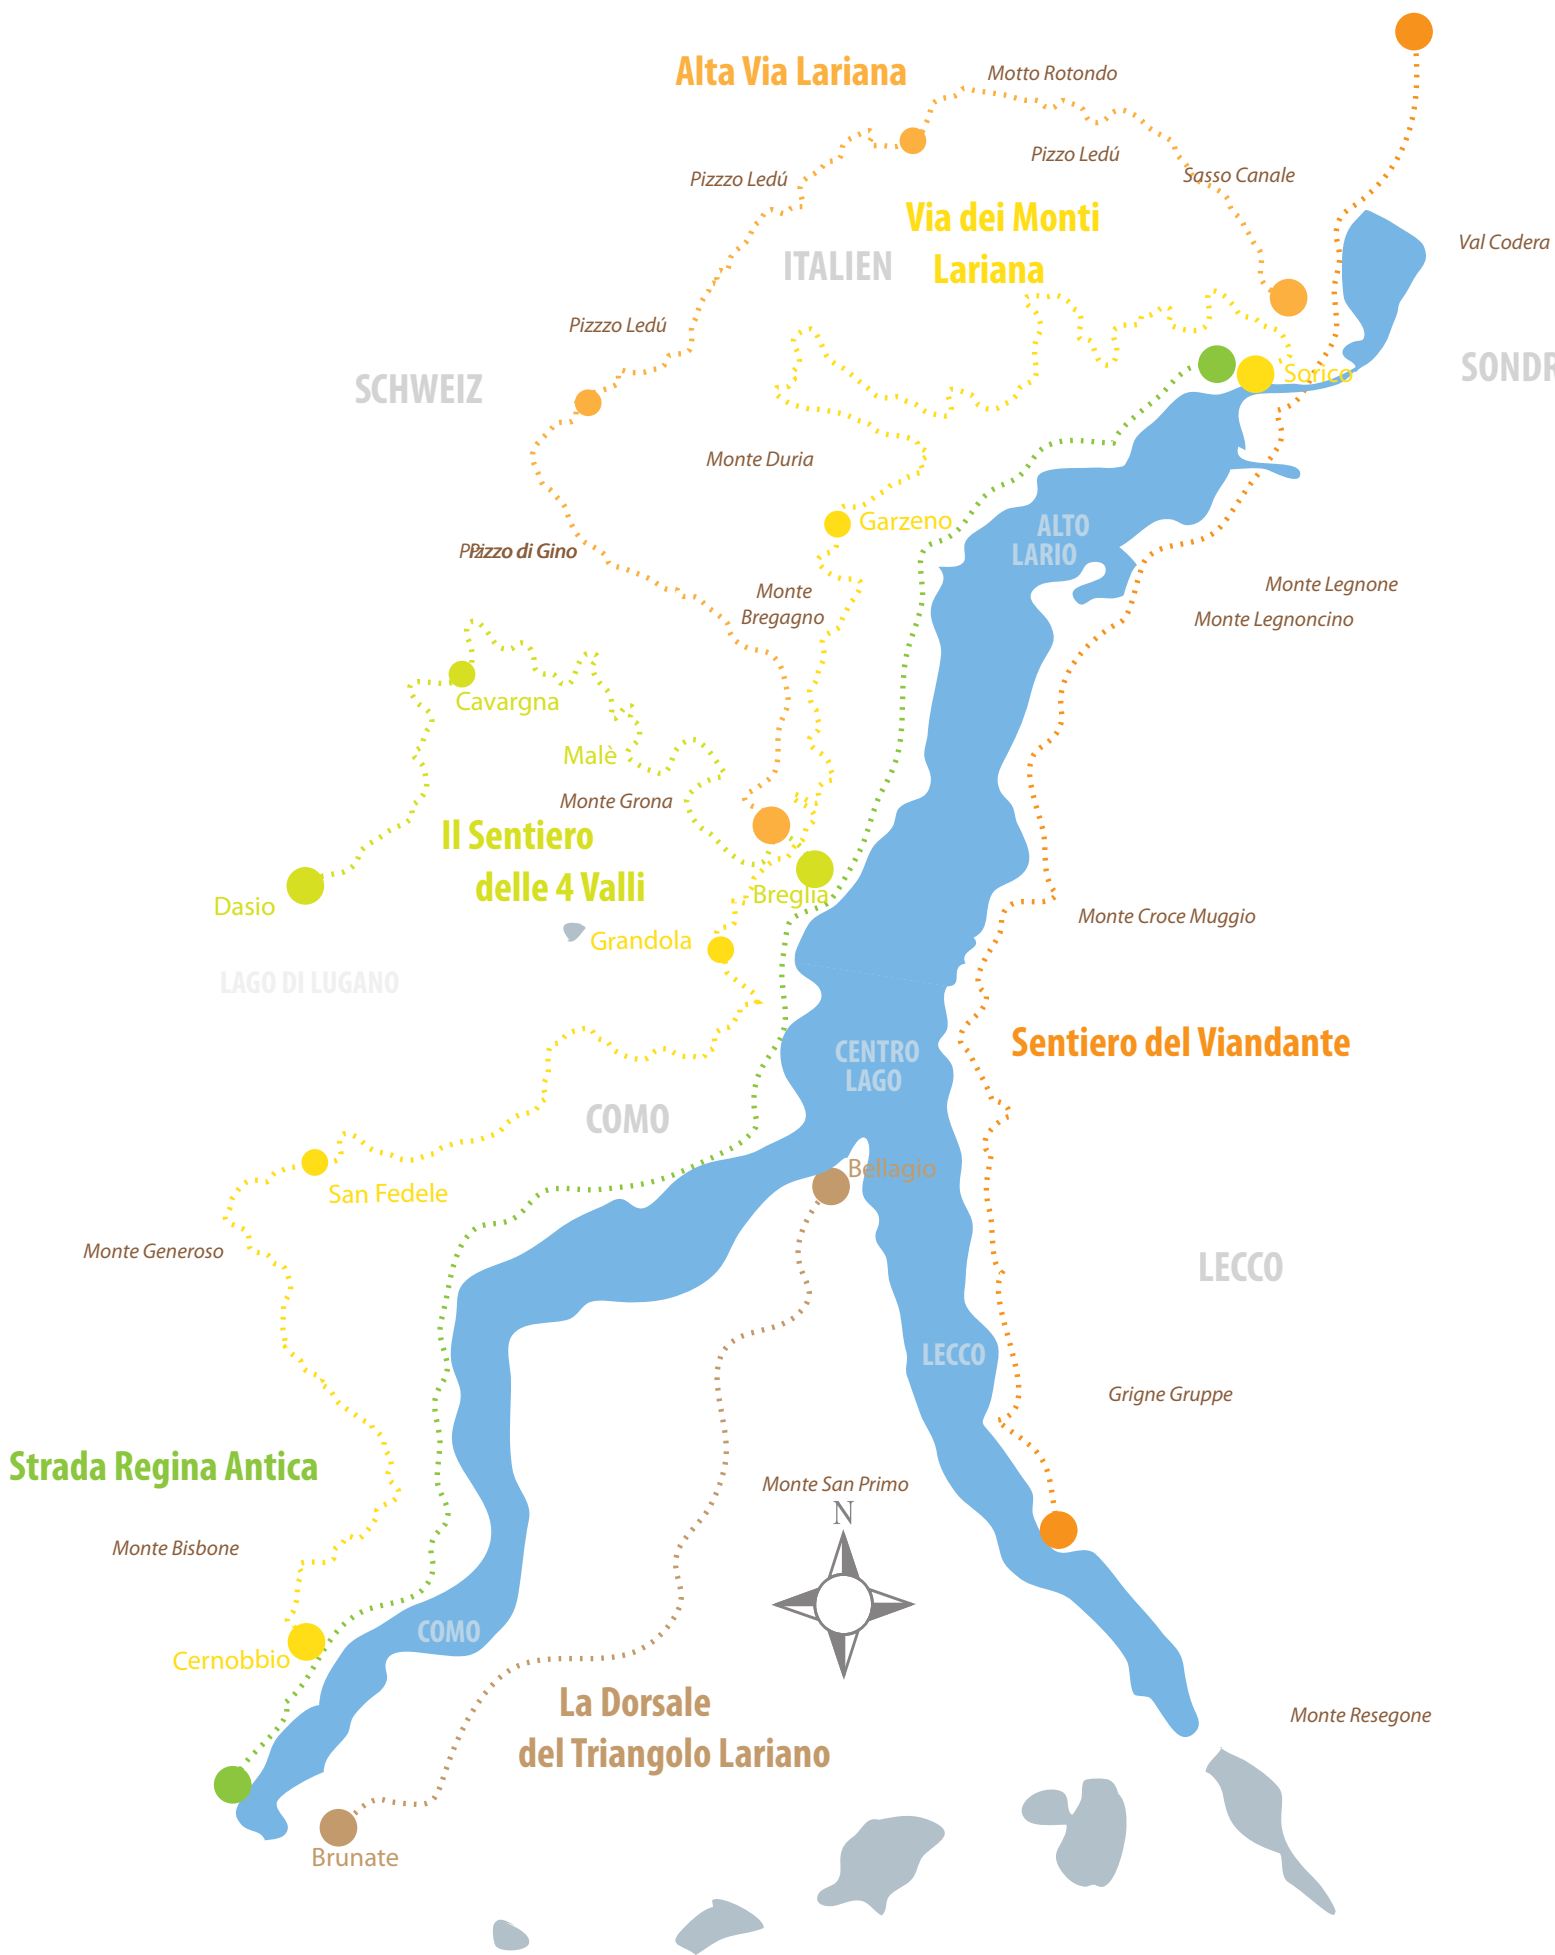 Alta Via Lariana
Motto Rotondo
Pizzo Ledú
Pizzzo Ledú
Sasso Canale
Via dei Monti
Lariana
Val Codera
ITALIEN
Pizzzo Ledú
SCHWEIZ
SONDR
Sorico
Monte Duria
Garzeno
ALTO
LARIO
Pizzo di Gino
Monte
Bregagno
Monte Legnone
Monte Legnoncino
Cavargna
Malè
Monte Grona
Il Sentiero
delle 4 Valli
Breglia
Dasio
Grandola
Monte Croce Muggio
LAGO DI LUGANO
Sentiero del Viandante
CENTRO
LAGO
COMO
Bellagio
San Fedele
Monte Generoso
LECCO
LECCO
Grigne Gruppe
Strada Regina Antica
Monte San Primo
N
Monte Bisbone
COMO
Cernobbio
La Dorsale
del Triangolo Lariano
Monte Resegone
Brunate